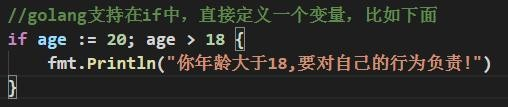 //golang支持在if中，直接定义一个变量，比如下面
if age := 20; age > 18 {
    fmt.Println("你年龄大于18,要对自己的行为负责!")
}